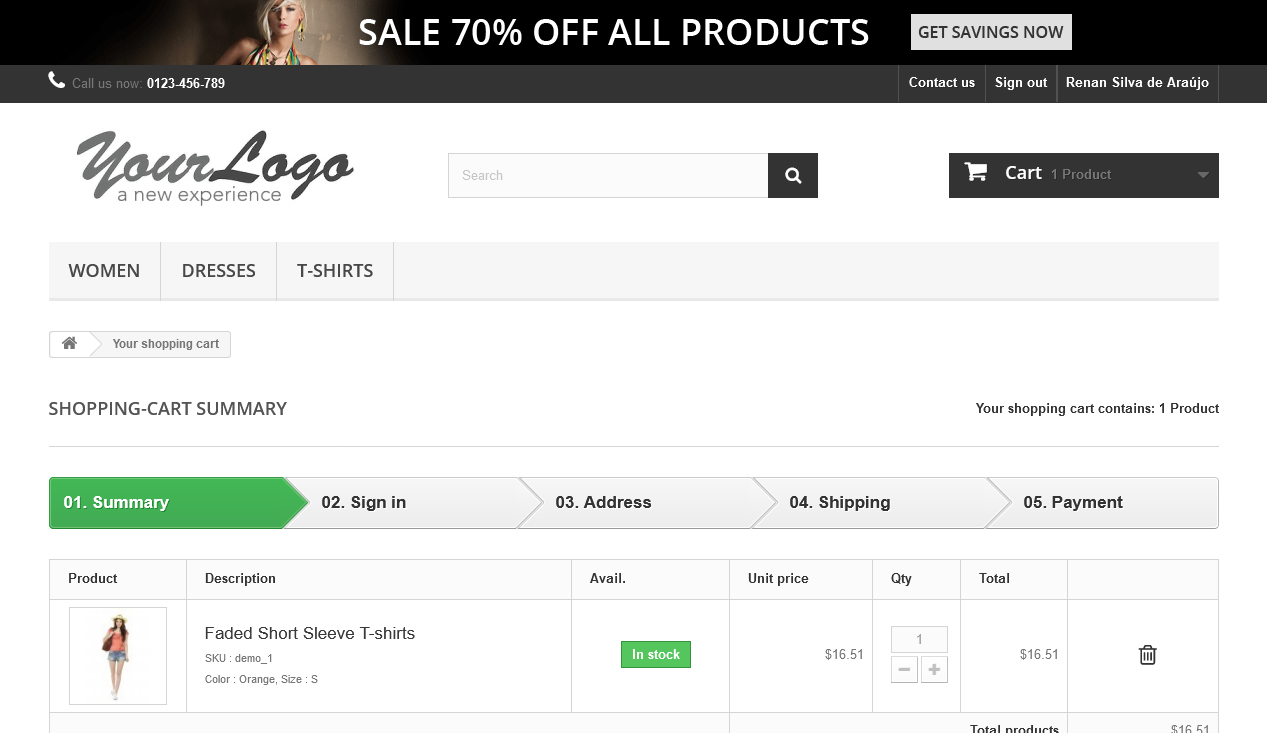 SALE 70% OFF ALL PRODUCTS GET SAVINGS NOW
Call us now: 0123-456-789 Contact us Sign out Renan Silva de Araújo
YourLogo
a new experience
Search
Cart 1 Product
WOMEN DRESSES T-SHIRTS
Your shopping cart
SHOPPING-CART SUMMARY Your shopping cart contains: 1 Product
01. Summary 02. Sign in 03. Address 04. Shipping 05. Payment
Product Description Avail. Unit price Qty Total
Faded Short Sleeve T-shirts
SKU : demo_1
Color : Orange, Size : S
In stock $16.51 1 $16.51
Total products $16.51